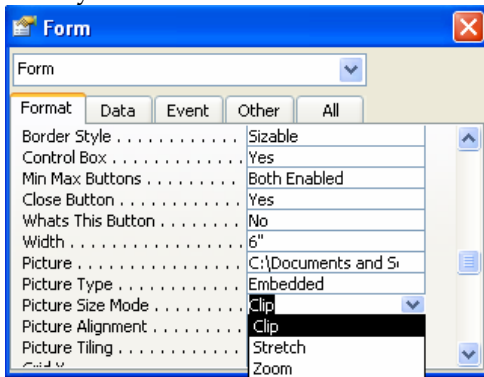 Form
Form
Format Data Event Other All
Border Style . . . . . . . . . . . . Sizable
Control Box . . . . . . . . . . . . Yes
Min Max Buttons . . . . . . . . . Both Enabled
Close Button . . . . . . . . . . . Yes
Whats This Button . . . . . . . . No
Width . . . . . . . . . . . . . . . . . 6"
Picture . . . . . . . . . . . . . . . . C:\Documents and S
Picture Type . . . . . . . . . . . . Embedded
Picture Size Mode . . . . . . . . . Clip
Picture Alignment . . . . . . . . . Clip
Picture Tiling . . . . . . . . . . . . Stretch
Zoom